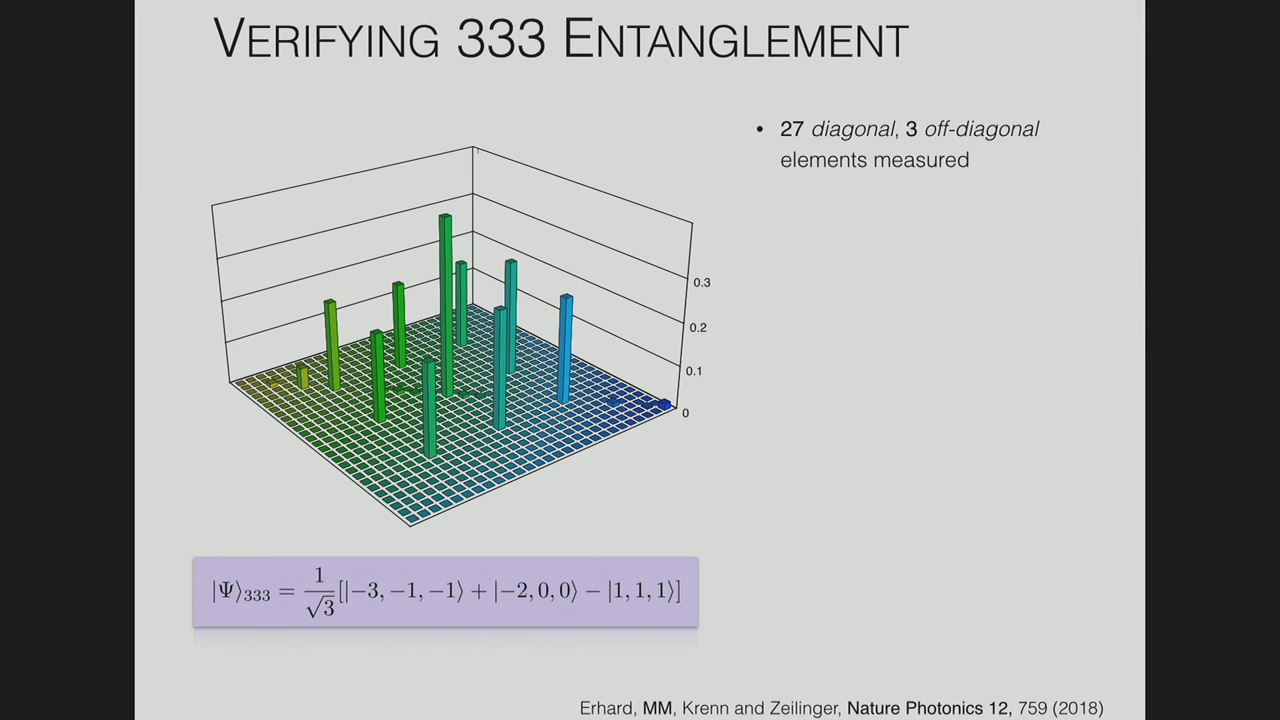 VERIFYING 333 ENTANGLEMENT
• 27 diagonal, 3 off-diagonal
elements measured
0.3
0.2
0.1
0
|Ψ⟩₃₃₃ = 1/√3 [|−3, −1, −1⟩ + |−2, 0, 0⟩ − |1, 1, 1⟩]
Erhard, MM, Krenn and Zeilinger, Nature Photonics 12, 759 (2018)